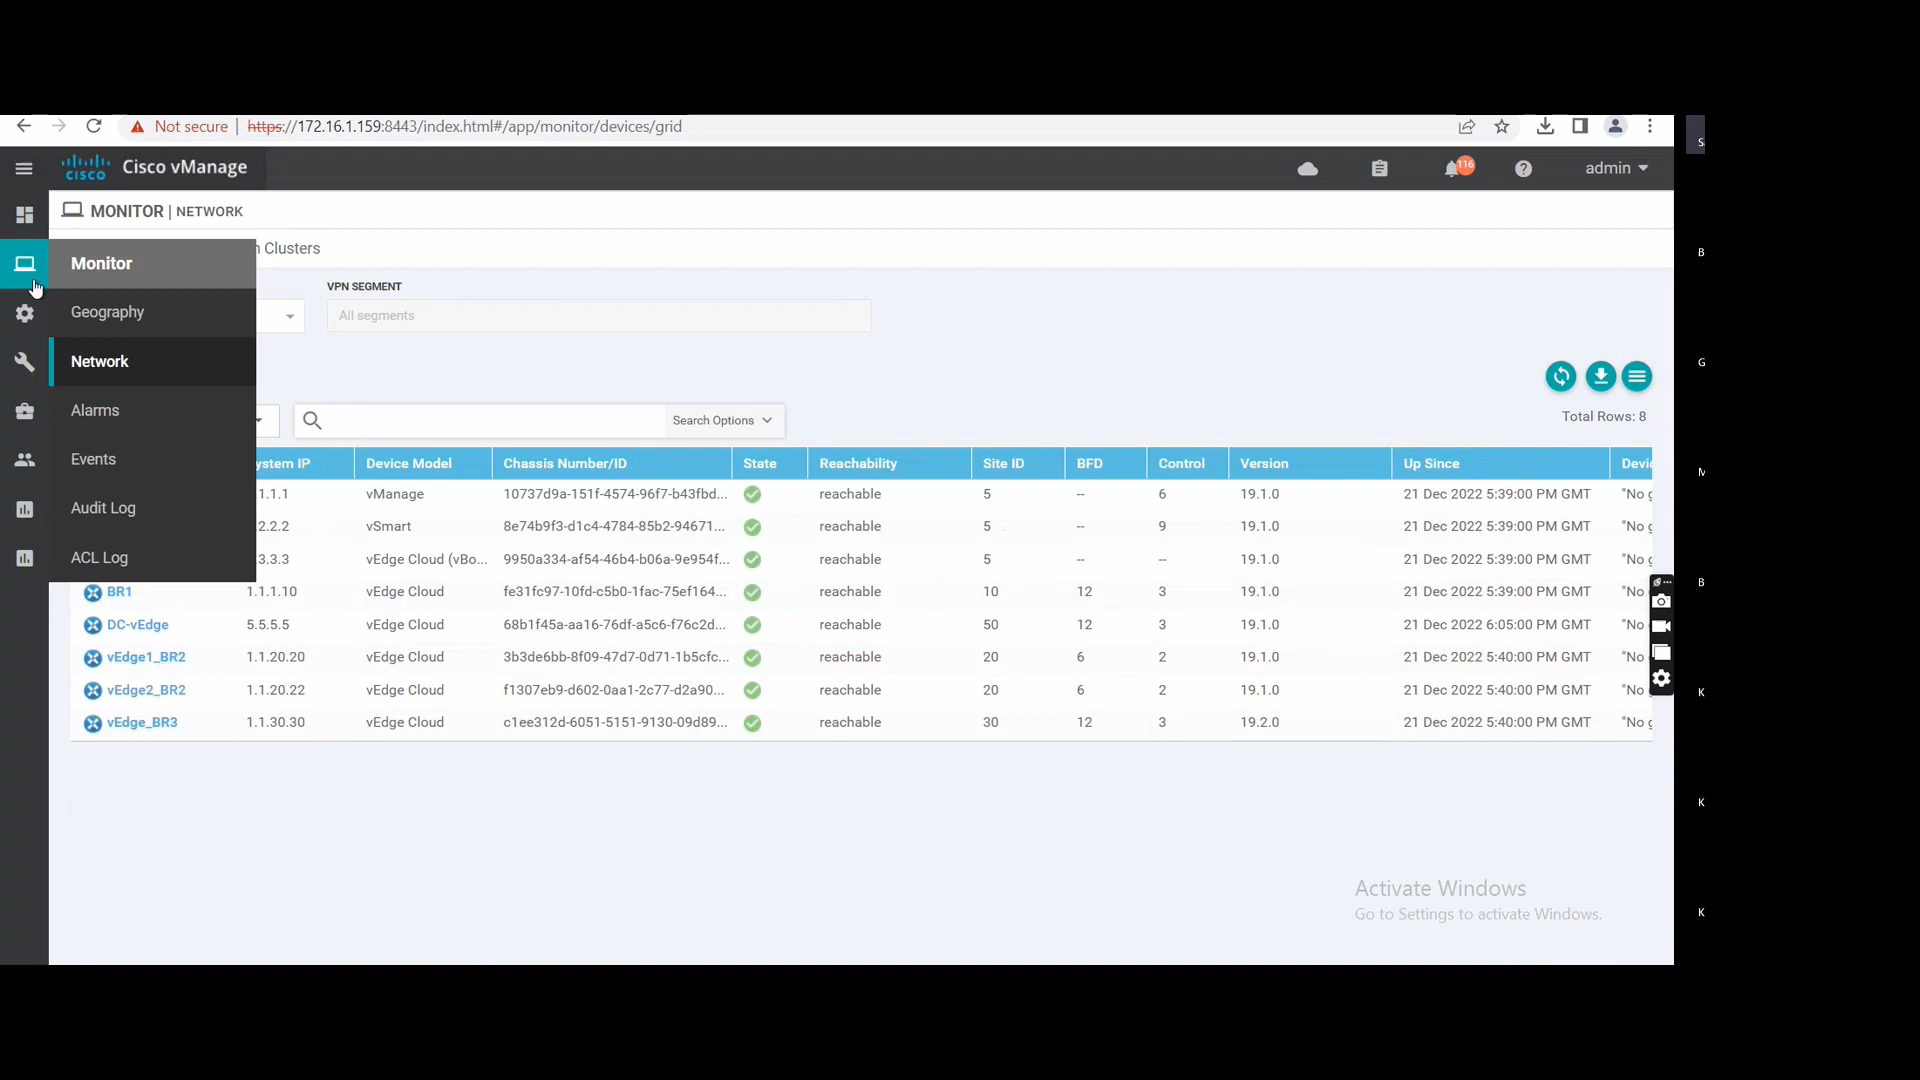 Not secure | https://172.16.1.159:8443/index.html#/app/monitor/devices/grid
cisco Cisco vManage 116 admin
MONITOR | NETWORK
Clusters
Monitor
VPN SEGMENT
Geography
All segments
Network
Alarms
Search Options
Total Rows: 8
System IP Device Model Chassis Number/ID State Reachability Site ID BFD Control Version Up Since Devic
Events
1.1.1 vManage 10737d9a-151f-4574-96f7-b43fbd... reachable 5 -- 6 19.1.0 21 Dec 2022 5:39:00 PM GMT "No g
Audit Log
.2.2.2 vSmart 8e74b9f3-d1c4-4784-85b2-94671... reachable 5 -- 9 19.1.0 21 Dec 2022 5:39:00 PM GMT "No g
ACL Log
.3.3.3 vEdge Cloud (vBo... 9950a334-af54-46b4-b06a-9e954f... reachable 5 -- -- 19.1.0 21 Dec 2022 5:39:00 PM GMT "No g
BR1 1.1.1.10 vEdge Cloud fe31fc97-10fd-c5b0-1fac-75ef164... reachable 10 12 3 19.1.0 21 Dec 2022 5:39:00 PM GMT "No
DC-vEdge 5.5.5.5 vEdge Cloud 68b1f45a-aa16-76df-a5c6-f76c2d... reachable 50 12 3 19.1.0 21 Dec 2022 6:05:00 PM GMT "No
vEdge1_BR2 1.1.20.20 vEdge Cloud 3b3de6bb-8f09-47d7-0d71-1b5cfc... reachable 20 6 2 19.1.0 21 Dec 2022 5:40:00 PM GMT "No
vEdge2_BR2 1.1.20.22 vEdge Cloud f1307eb9-d602-0aa1-2c77-d2a90... reachable 20 6 2 19.1.0 21 Dec 2022 5:40:00 PM GMT "No
vEdge_BR3 1.1.30.30 vEdge Cloud c1ee312d-6051-5151-9130-09d89... reachable 30 12 3 19.2.0 21 Dec 2022 5:40:00 PM GMT "No g
Activate Windows
Go to Settings to activate Windows.
S
B
G
M
B
K
K
K